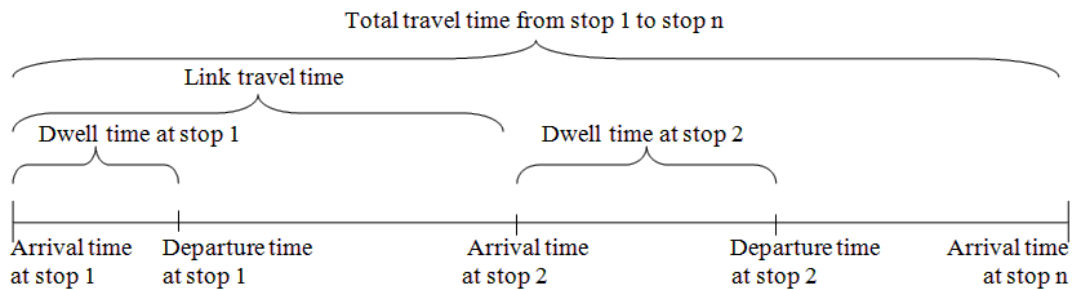 Total travel time from stop 1 to stop n
Link travel time
Dwell time at stop 1
Dwell time at stop 2
Arrival time
at stop 1
Departure time
at stop 1
Arrival time
at stop 2
Departure time
at stop 2
Arrival time
at stop n